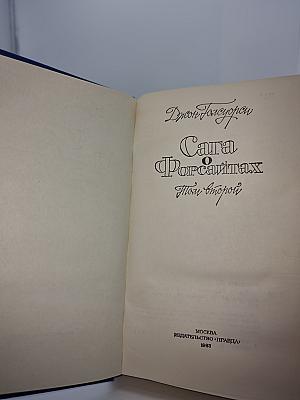 Джон Голсуорси
Сага
о
Форсайтах
Том второй
МОСКВА
ИЗДАТЕЛЬСТВО «ПРАВДА»
1983